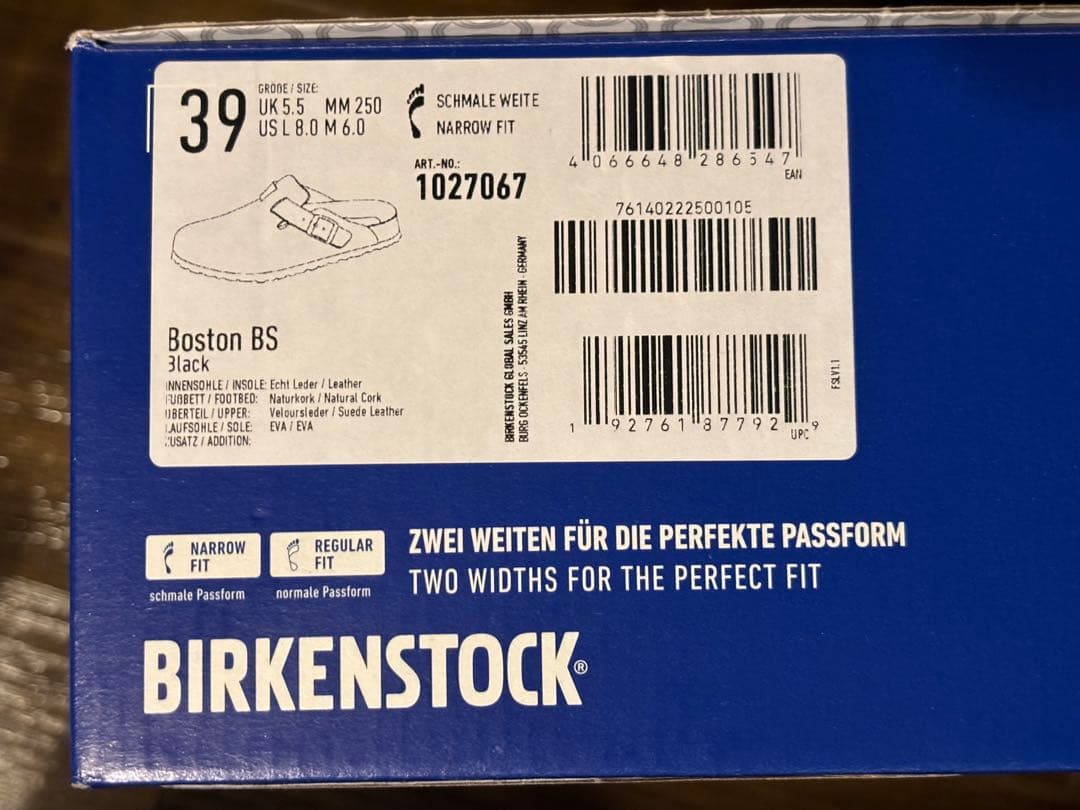 39
GRÖßE / SIZE:
UK 5.5 MM 250
US L 8.0 M 6.0
SCHMALE WEITE
NARROW FIT
ART.-NO.:
1027067
4 066648 286547
EAN
76140222500105
Boston BS
Black
INNENSOHLE / INSOLE: Echt Leder / Leather
FUßBETT / FOOTBED: Naturkork / Natural Cork
OBERTEIL / UPPER: Veloursleder / Suede Leather
LAUFSOHLE / SOLE: EVA / EVA
ZUSATZ / ADDITION:
BIRKENSTOCK GLOBAL SALES GMBH
BURG OCKENFELS - 53545 LINZ AM RHEIN - GERMANY
FSLV1.1
1 92761 87792 9
UPC
NARROW FIT
schmale Passform
REGULAR FIT
normale Passform
ZWEI WEITEN FÜR DIE PERFEKTE PASSFORM
TWO WIDTHS FOR THE PERFECT FIT
BIRKENSTOCK®